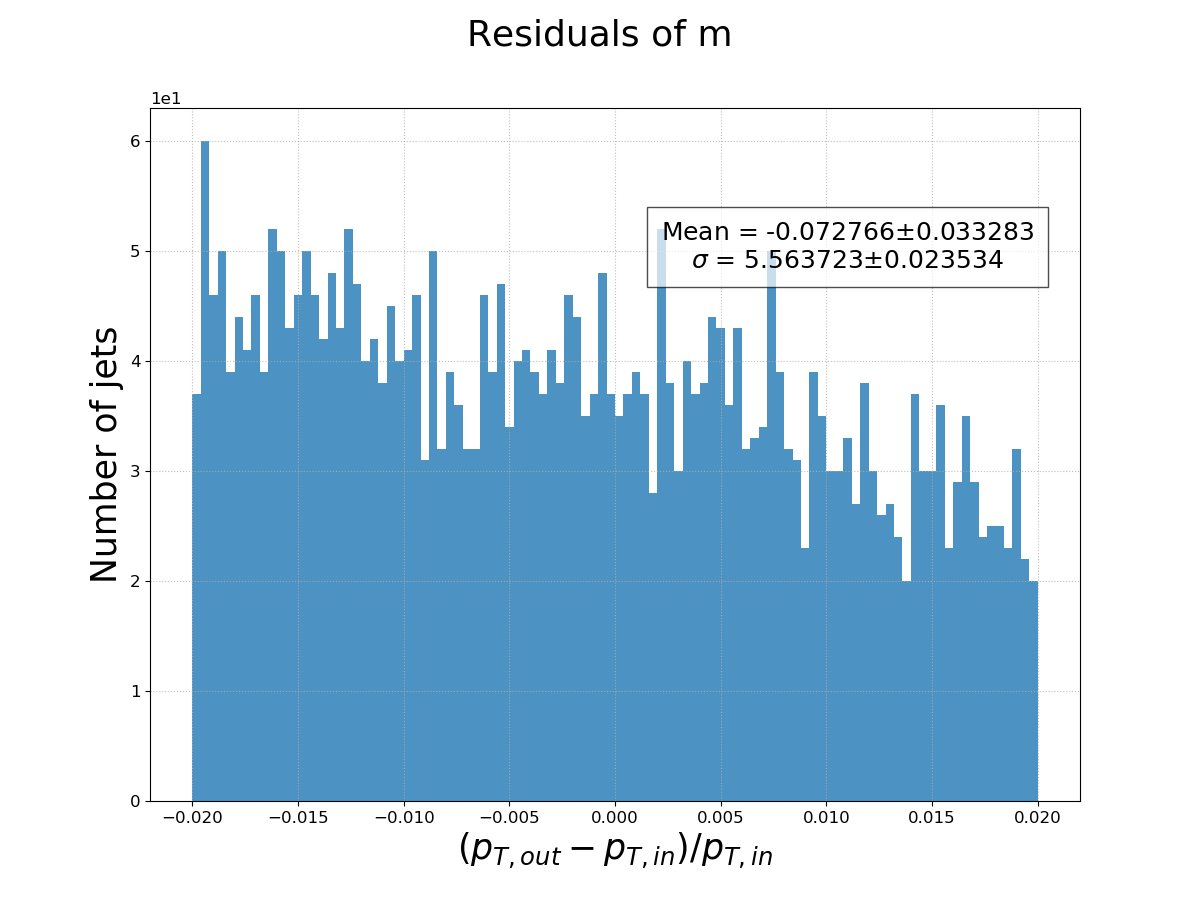 Residuals of m
1e1
6
5
4
3
2
1
0
Number of jets
Mean = -0.072766±0.033283
σ = 5.563723±0.023534
−0.020 −0.015 −0.010 −0.005 0.000 0.005 0.010 0.015 0.020
(p_{T,out} − p_{T,in})/p_{T,in}